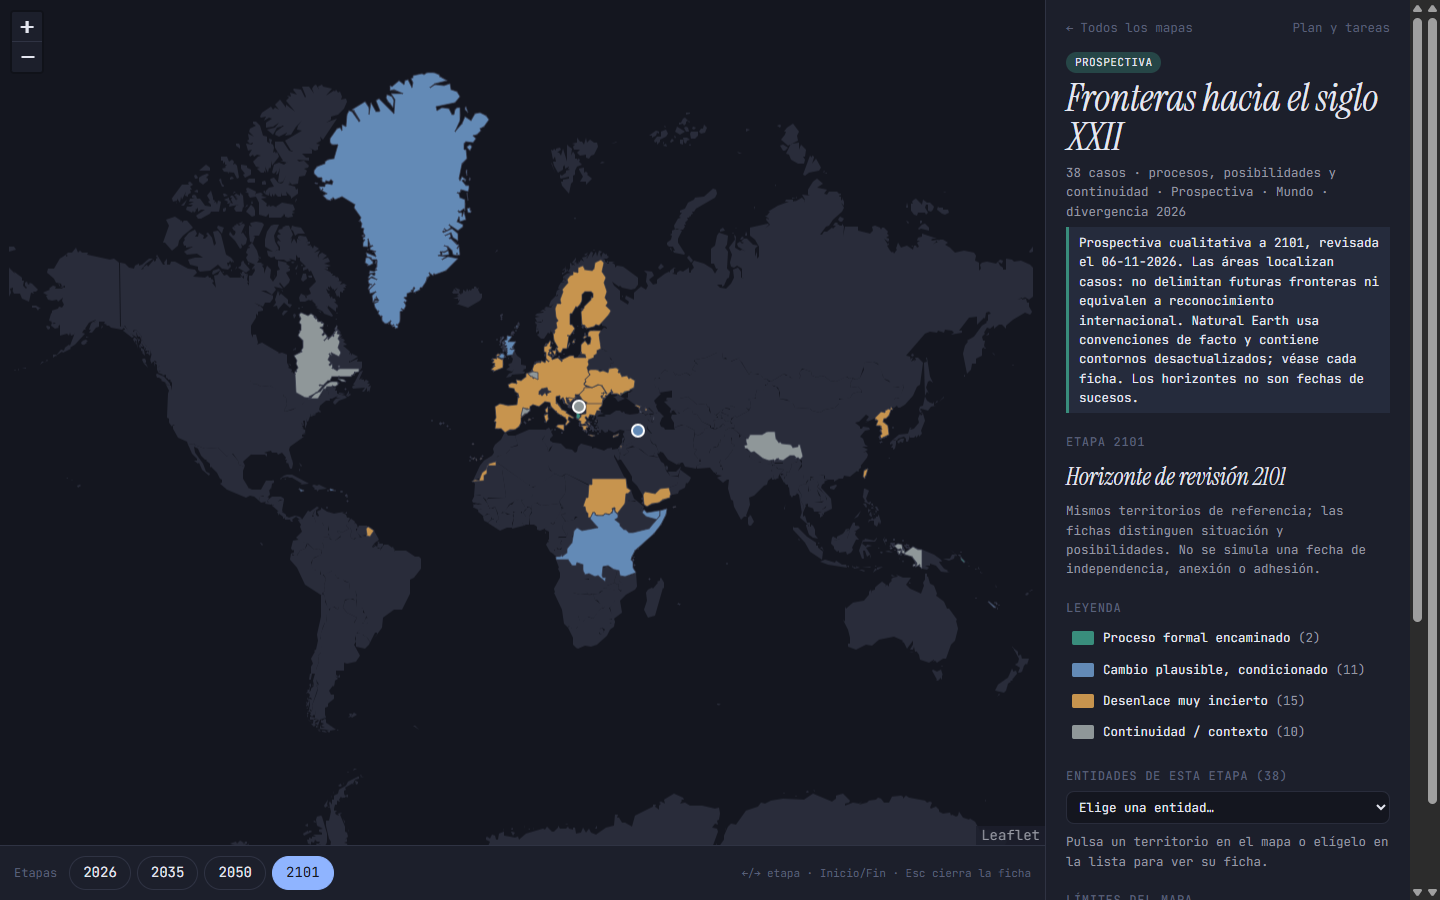 +
−
← Todos los mapas
Plan y tareas
PROSPECTIVA
Fronteras hacia el siglo
XXII
38 casos · procesos, posibilidades y
continuidad · Prospectiva · Mundo ·
divergencia 2026
Prospectiva cualitativa a 2101, revisada
el 06-11-2026. Las áreas localizan
casos: no delimitan futuras fronteras ni
equivalen a reconocimiento
internacional. Natural Earth usa
convenciones de facto y contiene
contornos desactualizados; véase cada
ficha. Los horizontes no son fechas de
sucesos.
ETAPA 2101
Horizonte de revisión 2101
Mismos territorios de referencia; las
fichas distinguen situación y
posibilidades. No se simula una fecha de
independencia, anexión o adhesión.
LEYENDA
Proceso formal encaminado (2)
Cambio plausible, condicionado (11)
Desenlace muy incierto (15)
Continuidad / contexto (10)
ENTIDADES DE ESTA ETAPA (38)
Elige una entidad…
Pulsa un territorio en el mapa o elígelo en
la lista para ver su ficha.
LÍMITES DEL MAPA
Leaflet
Etapas 2026 2035 2050 2101
←/→ etapa · Inicio/Fin · Esc cierra la ficha